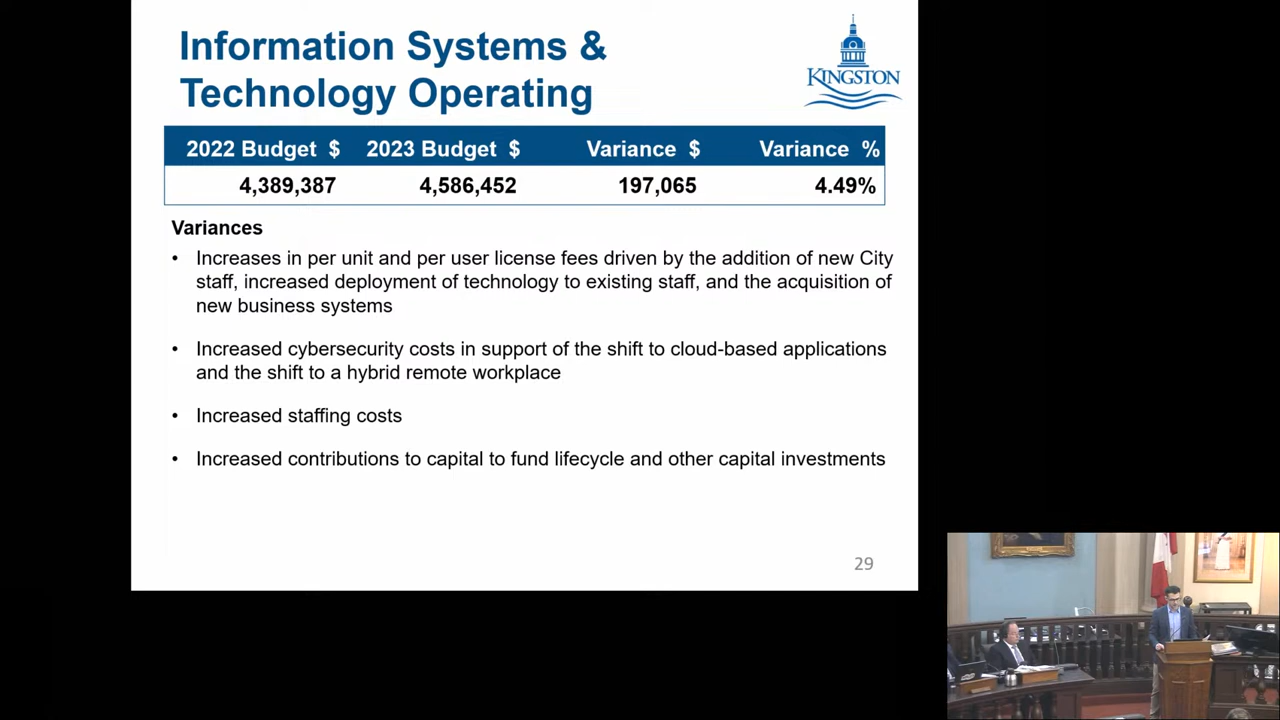 Information Systems &
Technology Operating
KINGSTON
2022 Budget $ 2023 Budget $ Variance $ Variance %
4,389,387 4,586,452 197,065 4.49%
Variances
• Increases in per unit and per user license fees driven by the addition of new City
staff, increased deployment of technology to existing staff, and the acquisition of
new business systems
• Increased cybersecurity costs in support of the shift to cloud-based applications
and the shift to a hybrid remote workplace
• Increased staffing costs
• Increased contributions to capital to fund lifecycle and other capital investments
29